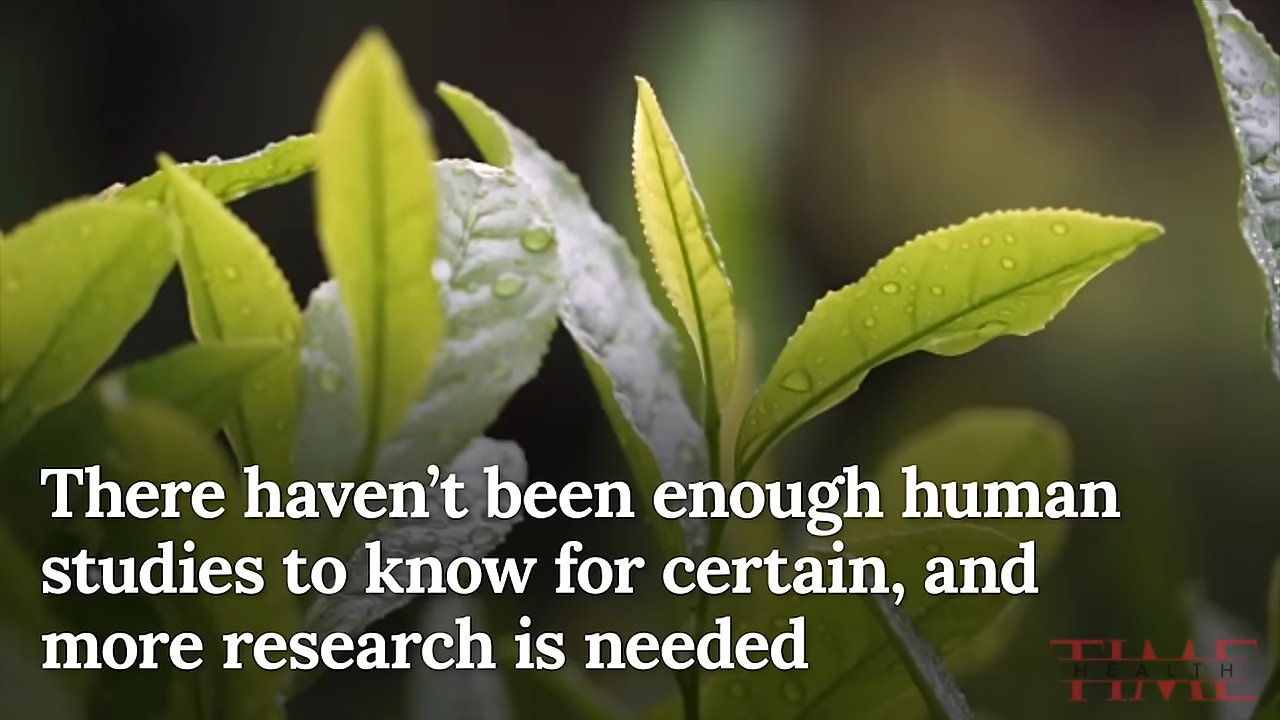 There haven’t been enough human
studies to know for certain, and
more research is needed
TIME
HEALTH